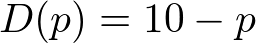 D(p) = 10 − p